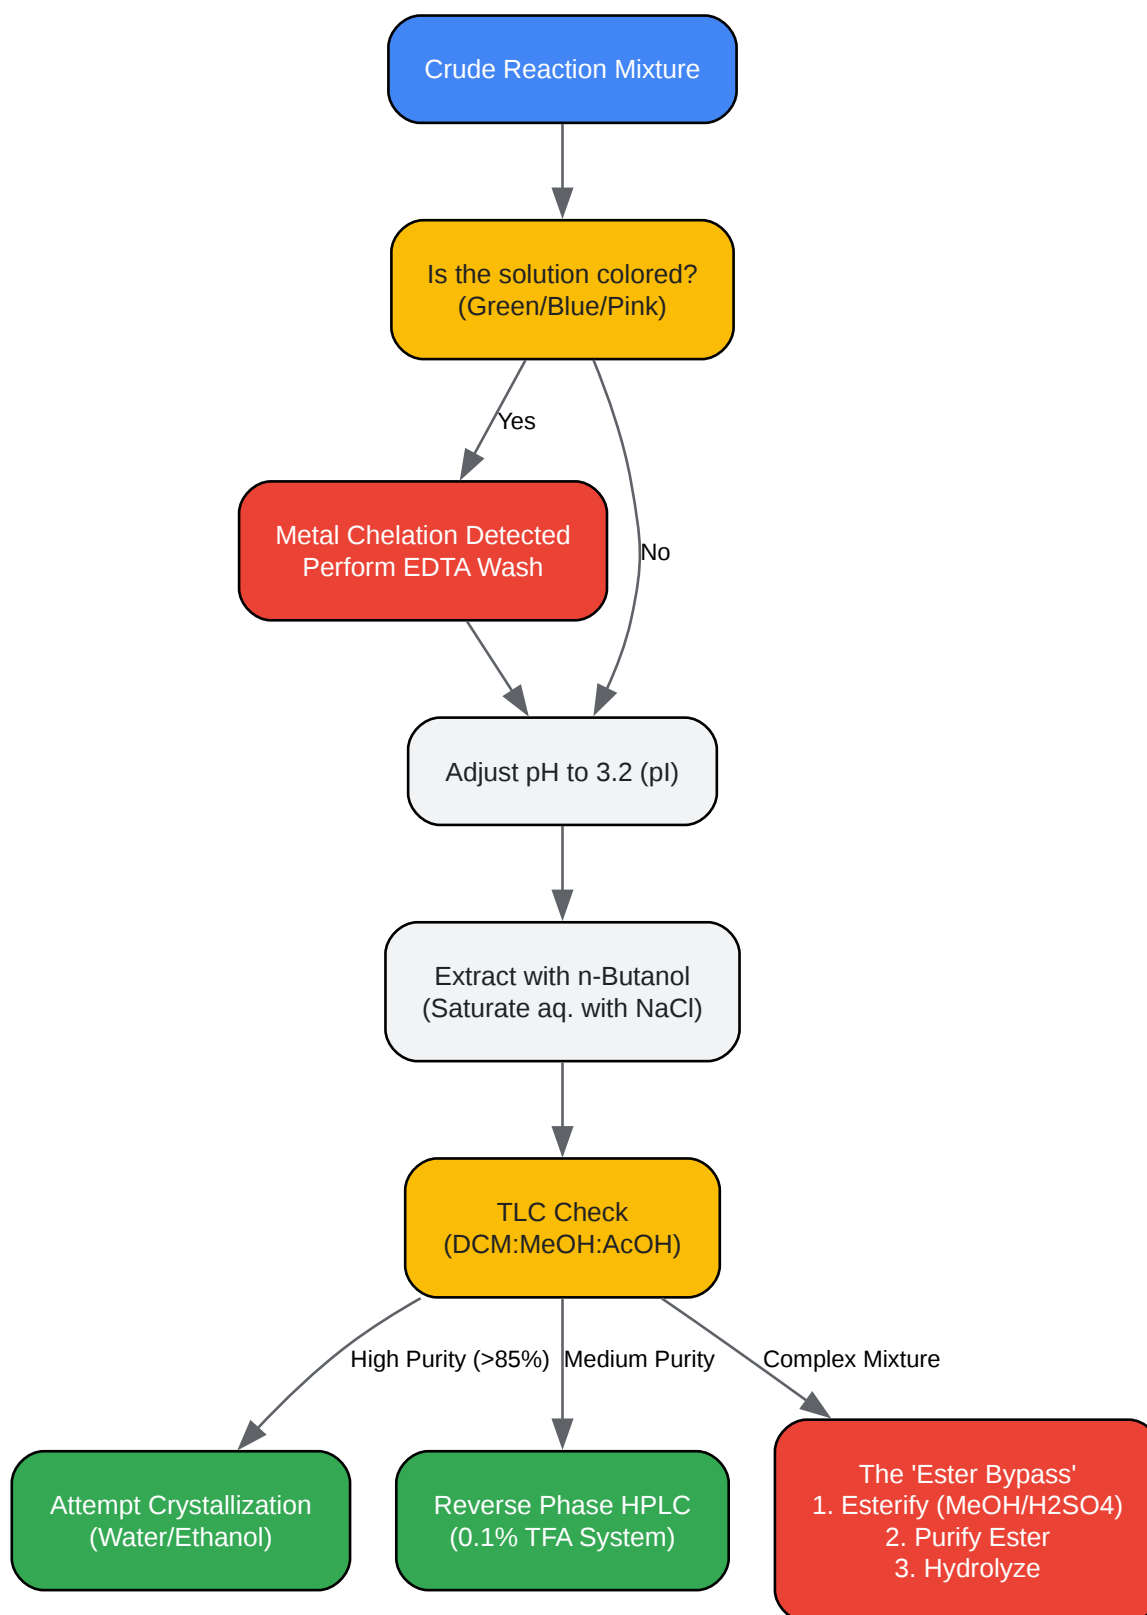 Crude Reaction Mixture
Is the solution colored?
(Green/Blue/Pink)
Yes
Metal Chelation Detected
Perform EDTA Wash
No
Adjust pH to 3.2 (pI)
Extract with n-Butanol
(Saturate aq. with NaCl)
TLC Check
(DCM:MeOH:AcOH)
High Purity (>85%)
Medium Purity
Complex Mixture
Attempt Crystallization
(Water/Ethanol)
Reverse Phase HPLC
(0.1% TFA System)
The 'Ester Bypass'
1. Esterify (MeOH/H2SO4)
2. Purify Ester
3. Hydrolyze